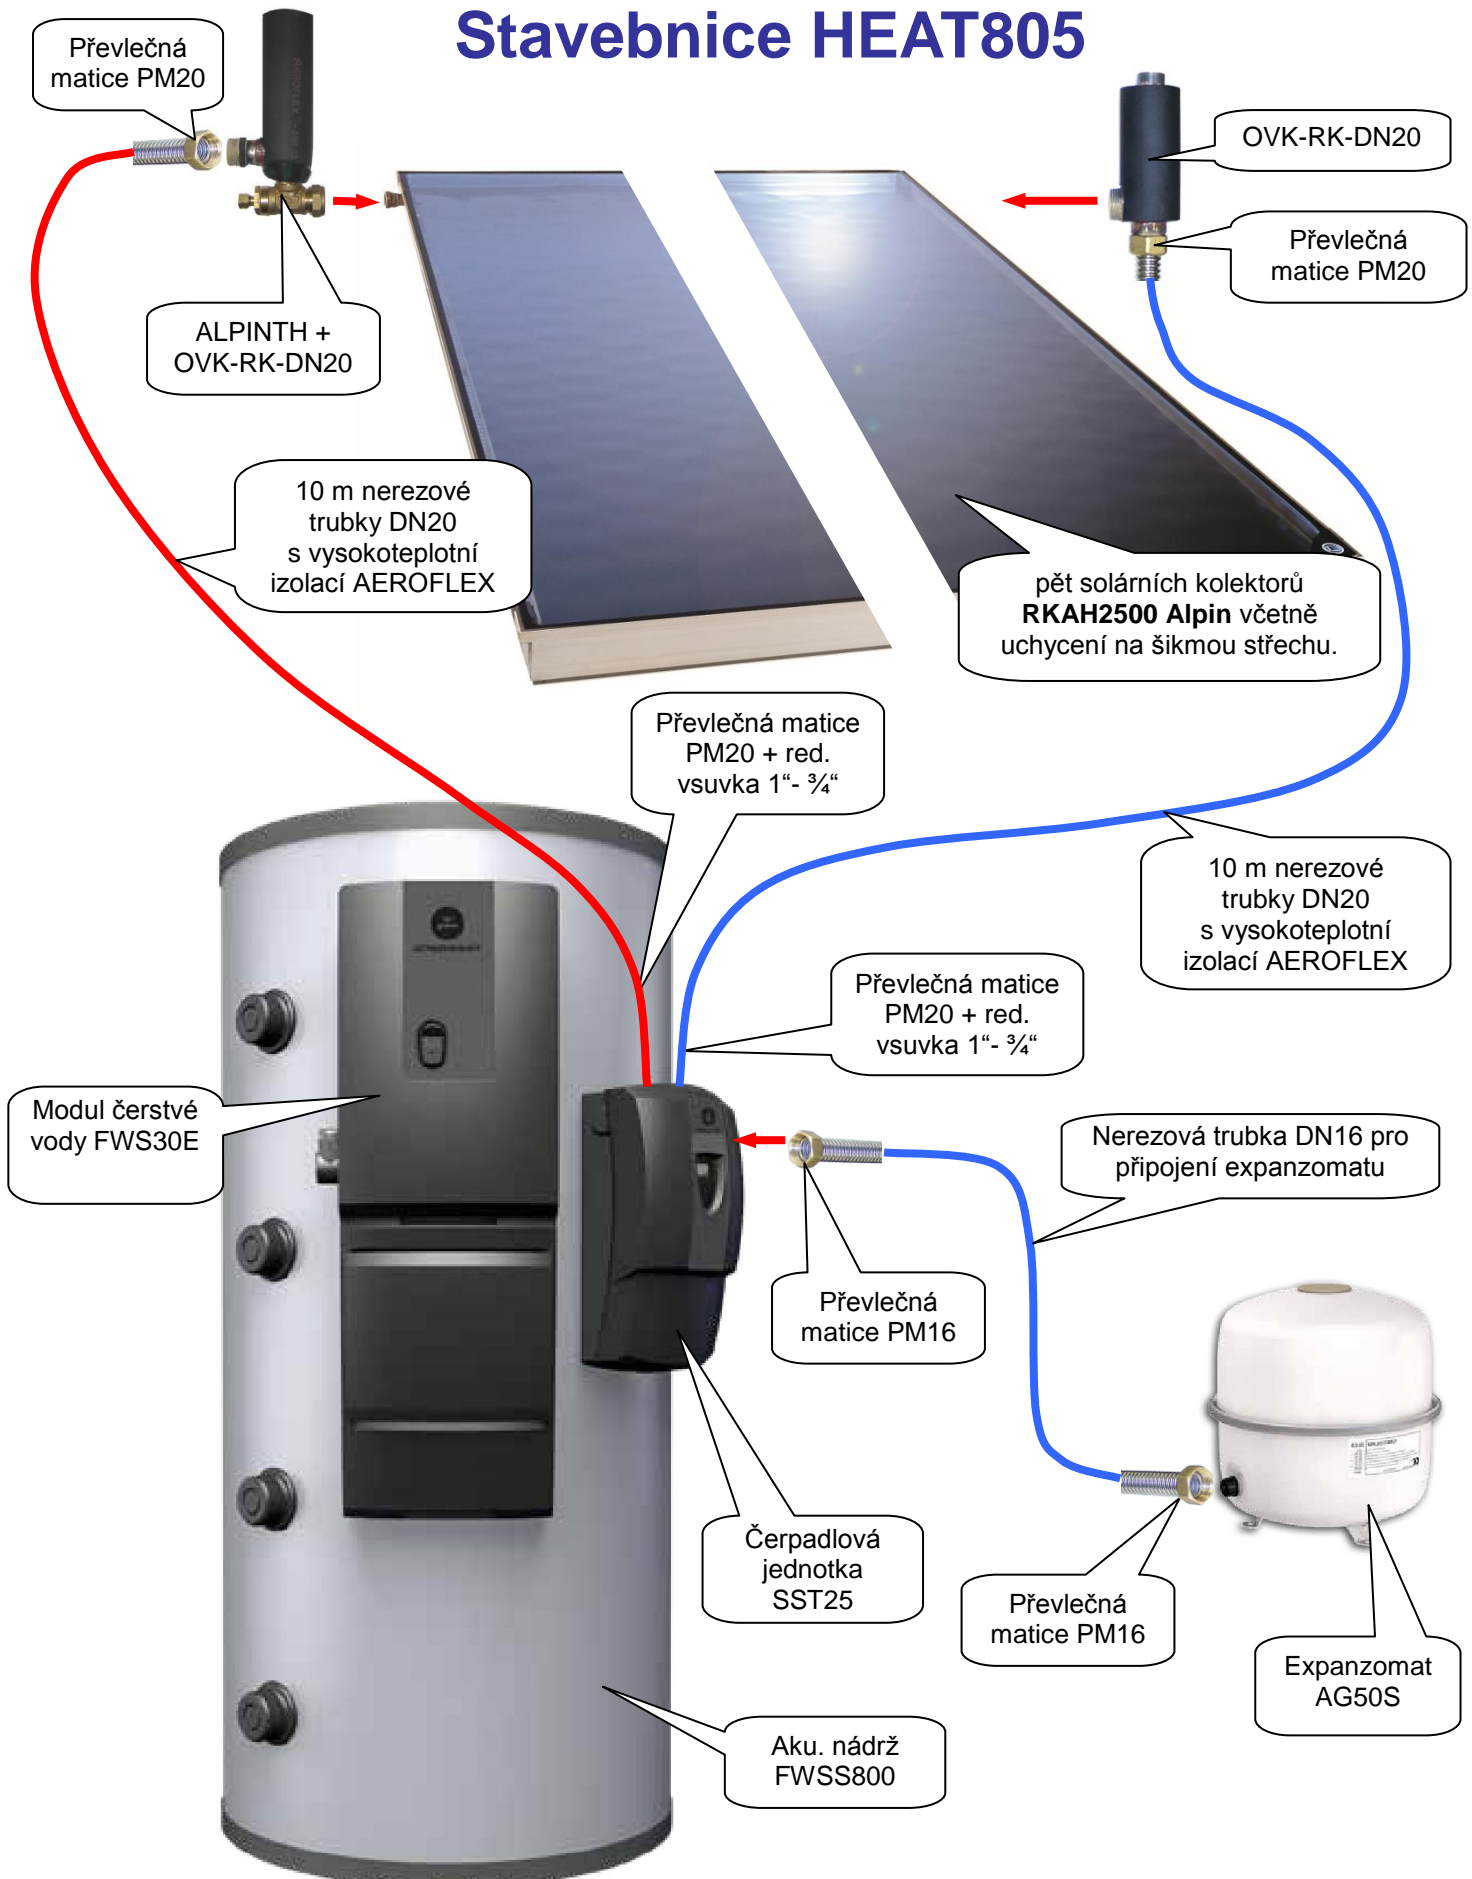 Stavebnice HEAT805
Převlečná
matice PM20
OVK-RK-DN20
Převlečná
matice PM20
ALPINTH +
OVK-RK-DN20
10 m nerezové
trubky DN20
s vysokoteplotní
izolací AEROFLEX
pět solárních kolektorů
RKAH2500 Alpin včetně
uchycení na šikmou střechu.
Převlečná matice
PM20 + red.
vsuvka 1“- ¾“
10 m nerezové
trubky DN20
s vysokoteplotní
izolací AEROFLEX
Převlečná matice
PM20 + red.
vsuvka 1“- ¾“
Modul čerstvé
vody FWS30E
Nerezová trubka DN16 pro
připojení expanzomatu
Převlečná
matice PM16
Čerpadlová
jednotka
SST25
Převlečná
matice PM16
Expanzomat
AG50S
Aku. nádrž
FWSS800